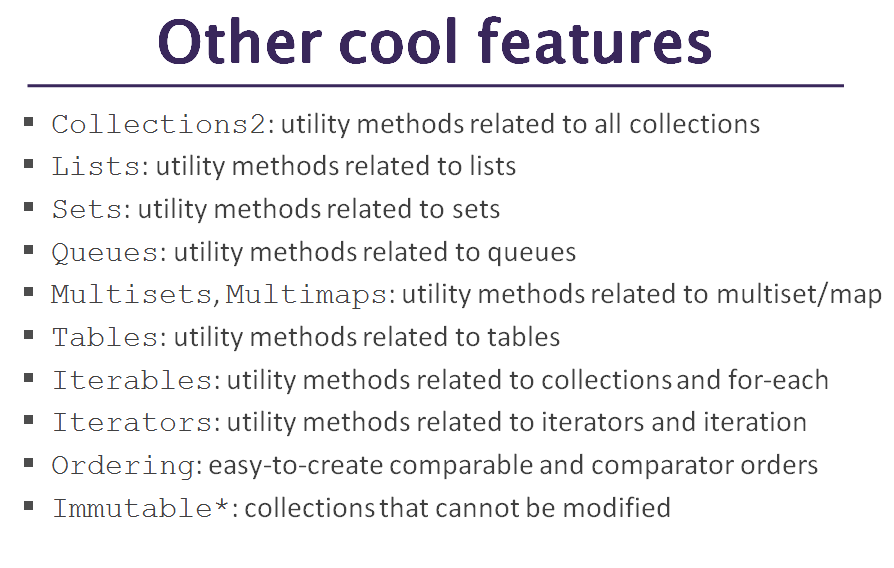 Other cool features
▪ Collections2: utility methods related to all collections
▪ Lists: utility methods related to lists
▪ Sets: utility methods related to sets
▪ Queues: utility methods related to queues
▪ Multisets, Multimaps: utility methods related to multiset/map
▪ Tables: utility methods related to tables
▪ Iterables: utility methods related to collections and for-each
▪ Iterators: utility methods related to iterators and iteration
▪ Ordering: easy-to-create comparable and comparator orders
▪ Immutable*: collections that cannot be modified